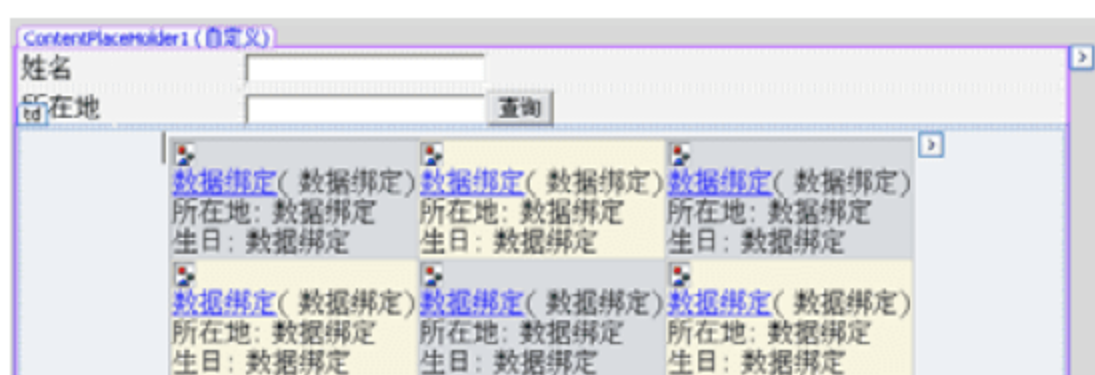 ContentPlaceHolder1 (自定义)
姓名
所在地
td
查询
数据绑定( 数据绑定) 数据绑定( 数据绑定) 数据绑定( 数据绑定)
所在地: 数据绑定 所在地: 数据绑定 所在地: 数据绑定
生日: 数据绑定 生日: 数据绑定 生日: 数据绑定
数据绑定( 数据绑定) 数据绑定( 数据绑定) 数据绑定( 数据绑定)
所在地: 数据绑定 所在地: 数据绑定 所在地: 数据绑定
生日: 数据绑定 生日: 数据绑定 生日: 数据绑定